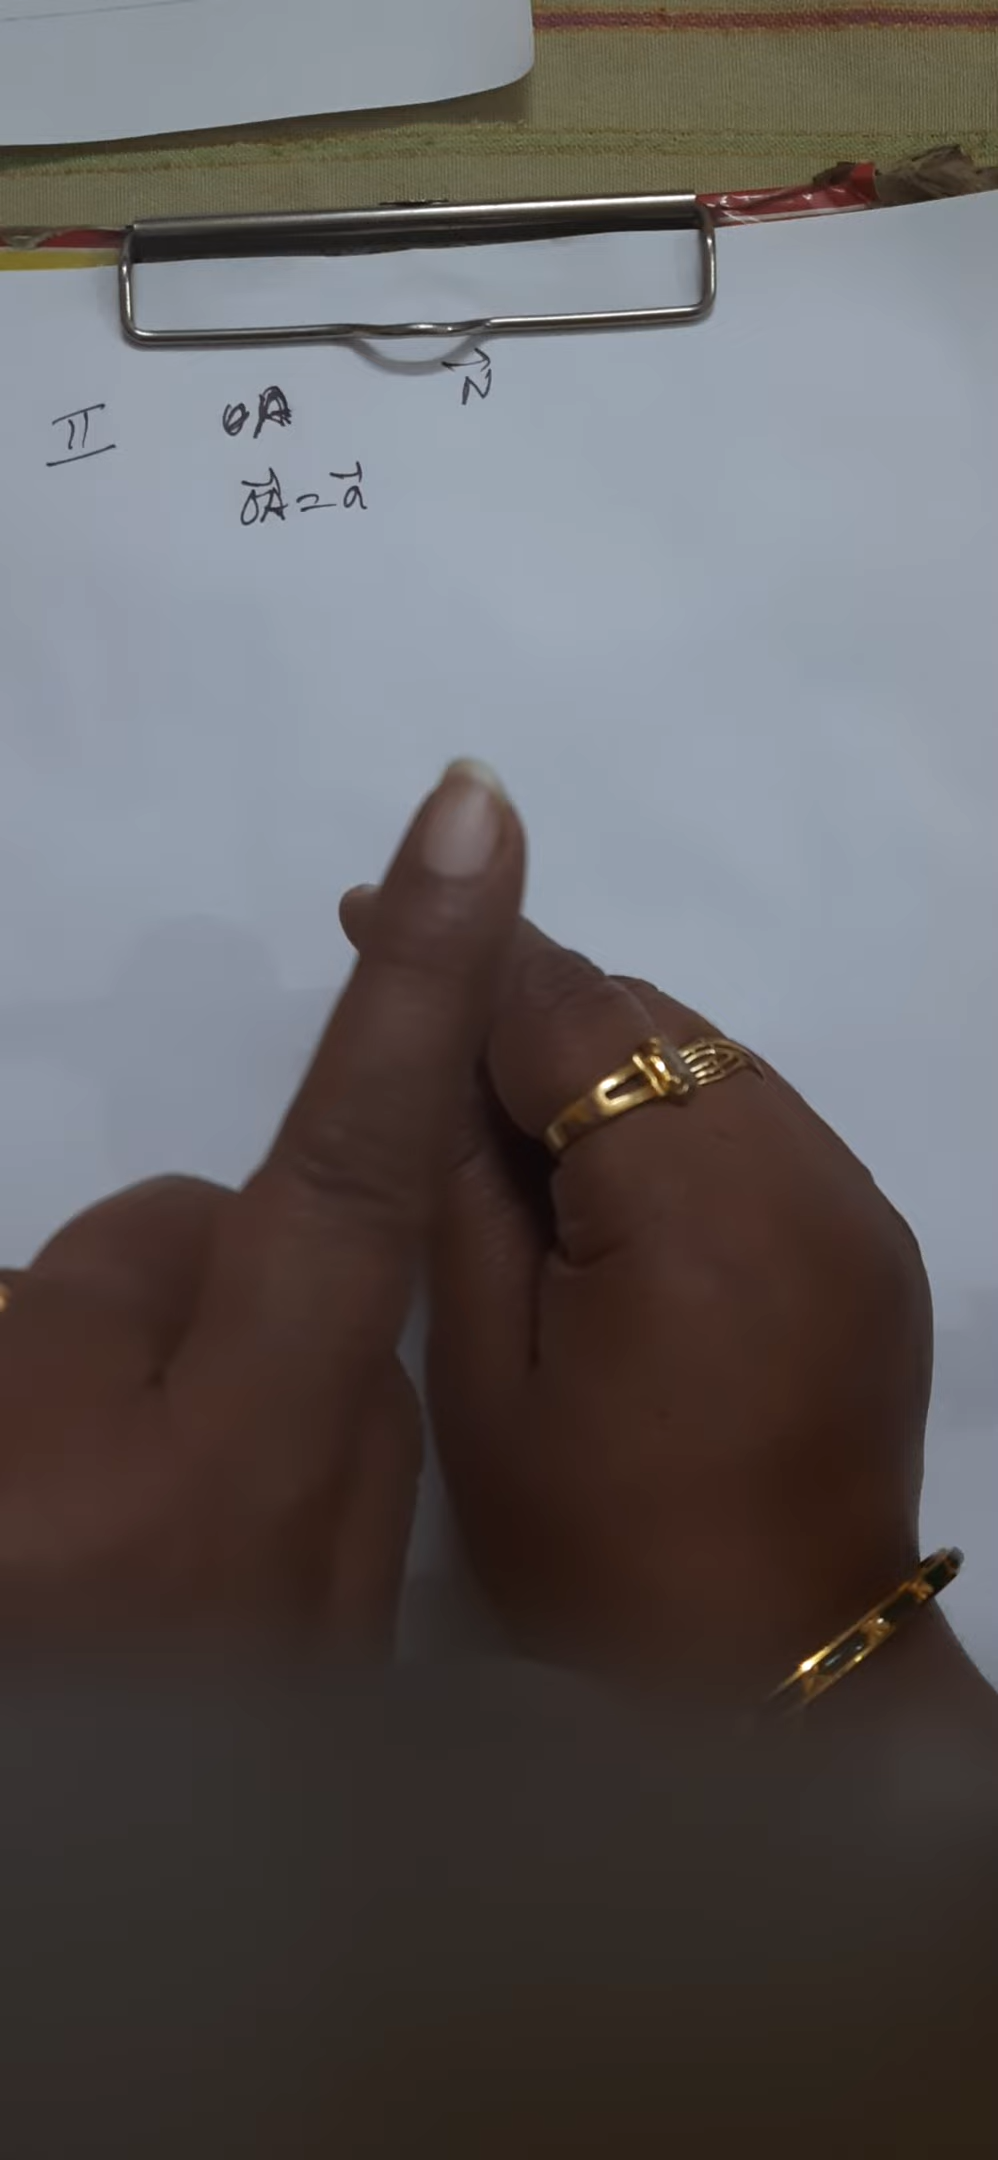 N⃗
II OA
O⃗A = a⃗